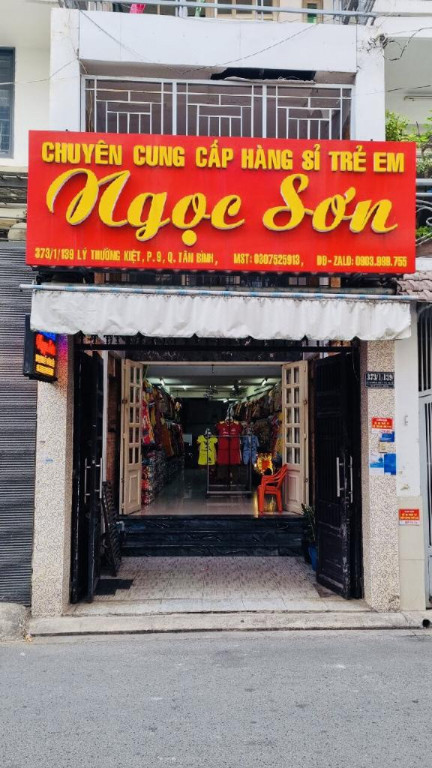 CHUYÊN CUNG CẤP HÀNG SỈ TRẺ EM
Ngọc Sơn
373/1/139 LÝ THƯỜNG KIỆT, P. 9, Q. TÂN BÌNH, MST: 0307525913, DĐ - ZALO: 0903.999.755
373/1-139